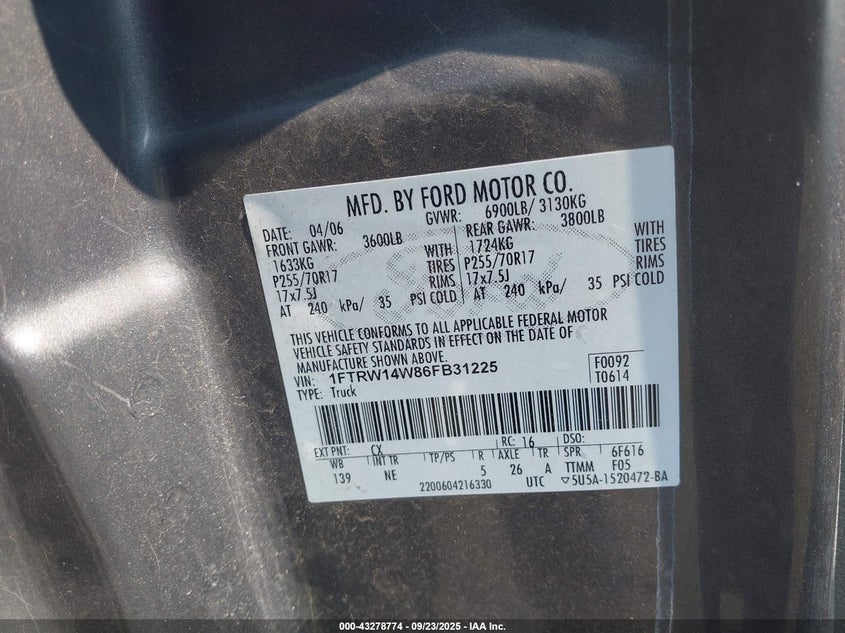 MFD. BY FORD MOTOR CO.
DATE: 04/06 GVWR: 6900LB/ 3130KG
FRONT GAWR: 3600LB REAR GAWR: 3800LB
1633KG WITH 1724KG WITH
P255/70R17 TIRES P255/70R17 TIRES
17x7.5J RIMS 17x7.5J RIMS
AT 240 kPa/ 35 PSI COLD AT 240 kPa/ 35 PSI COLD
THIS VEHICLE CONFORMS TO ALL APPLICABLE FEDERAL MOTOR
VEHICLE SAFETY STANDARDS IN EFFECT ON THE DATE OF
MANUFACTURE SHOWN ABOVE.
VIN: 1FTRW14W86FB31225 F0092
TYPE: Truck T0614
EXT PNT: CX RC: 16 DSO:
WB INT TR TP/PS R AXLE TR SPR 6F616
139 NE 5 26 A TTMM F05
2200604216330 UTC ▽5U5A-1520472-BA
Ford
000-43278774 - 09/23/2025 - IAA Inc.